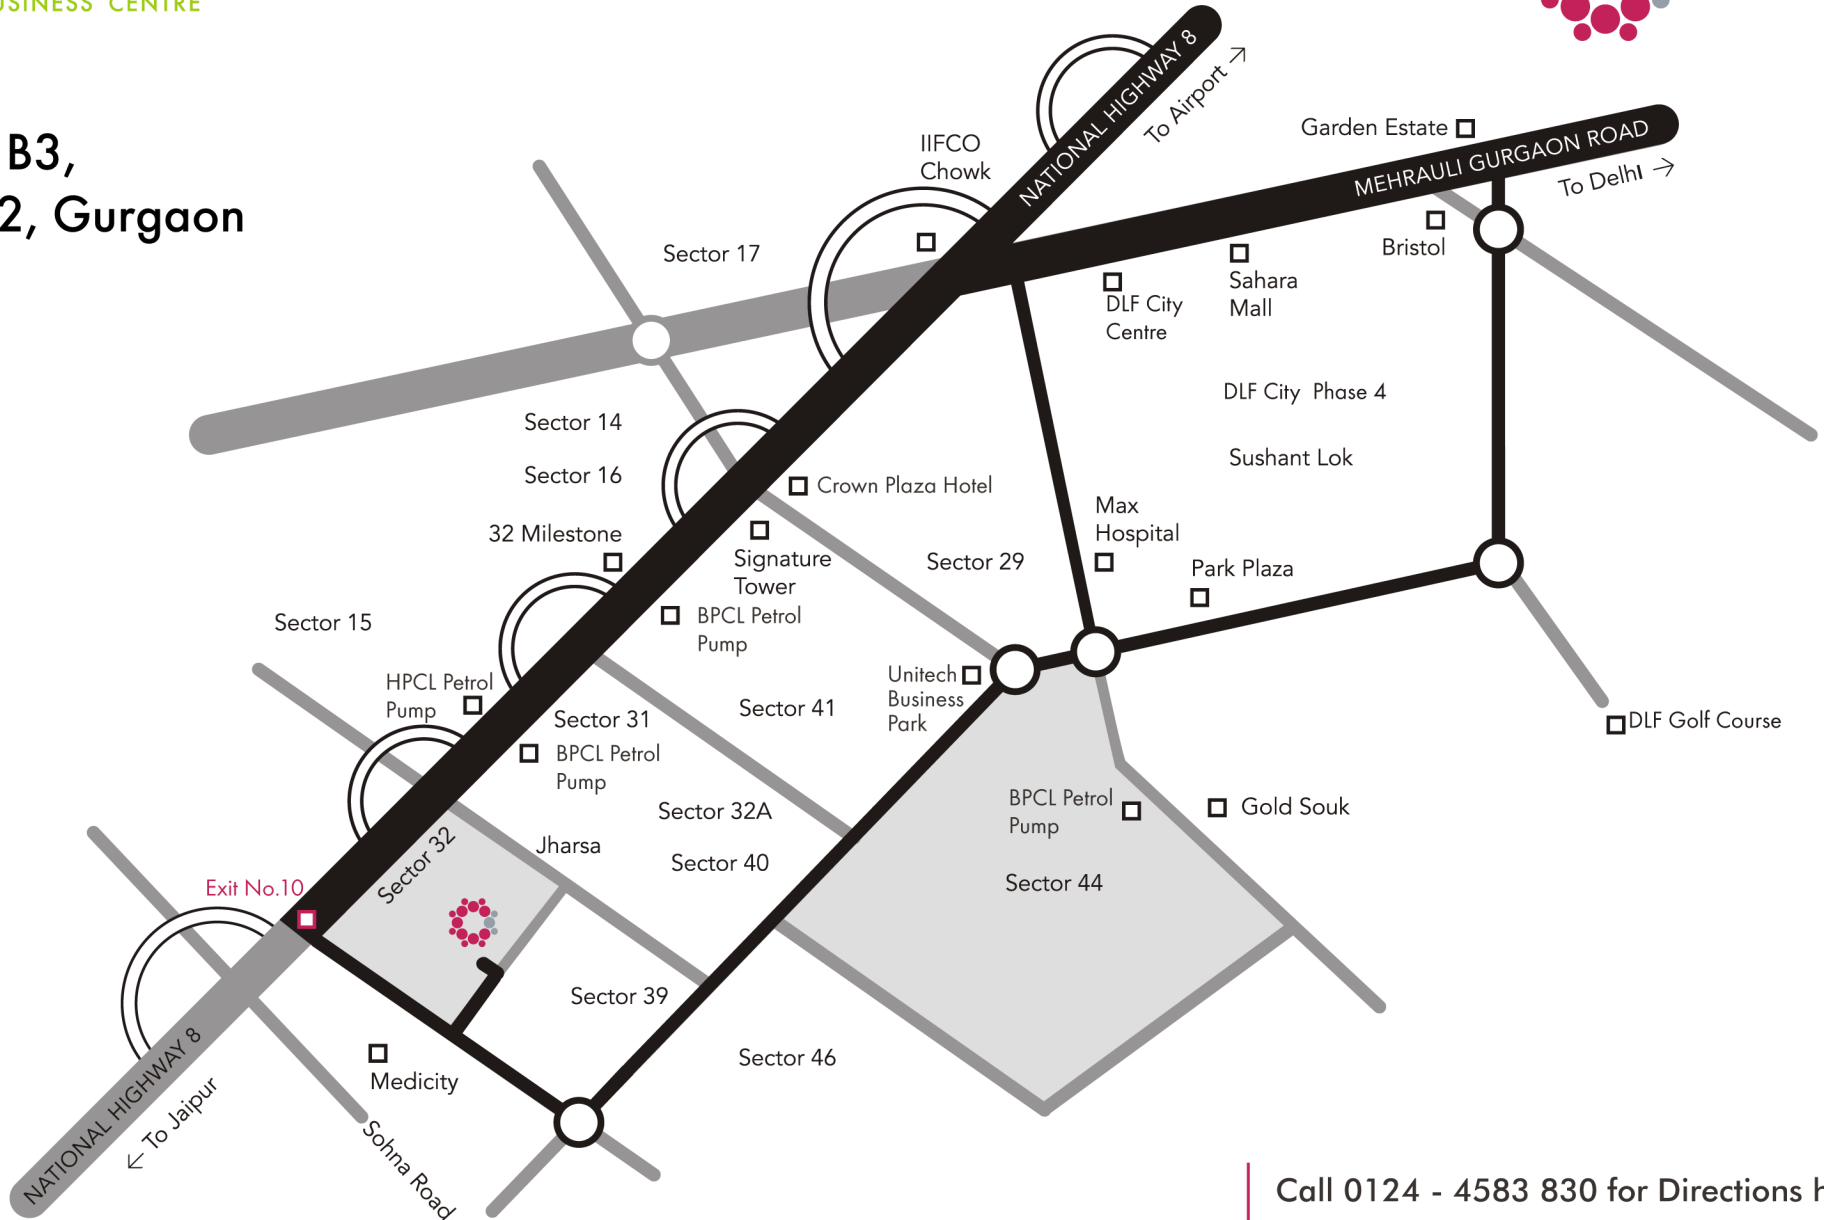 BUSINESS CENTRE
B3,
2, Gurgaon
NATIONAL HIGHWAY 8
To Airport →
IIFCO
Chowk
Garden Estate
MEHRAULI GURGAON ROAD
To Delhi →
Bristol
Sector 17
Sahara
Mall
DLF City
Centre
DLF City Phase 4
Sector 14
Sushant Lok
Sector 16
Crown Plaza Hotel
Max
Hospital
32 Milestone
Signature
Tower
Sector 29
Park Plaza
BPCL Petrol
Pump
Sector 15
HPCL Petrol
Pump
Unitech
Business
Park
Sector 41
Sector 31
DLF Golf Course
BPCL Petrol
Pump
Sector 32A
BPCL Petrol
Pump
Gold Souk
Jharsa
Sector 40
Sector 32
Exit No.10
Sector 44
Sector 39
Sector 46
Medicity
NATIONAL HIGHWAY 8
← To Jaipur
Sohna Road
Call 0124 - 4583 830 for Directions